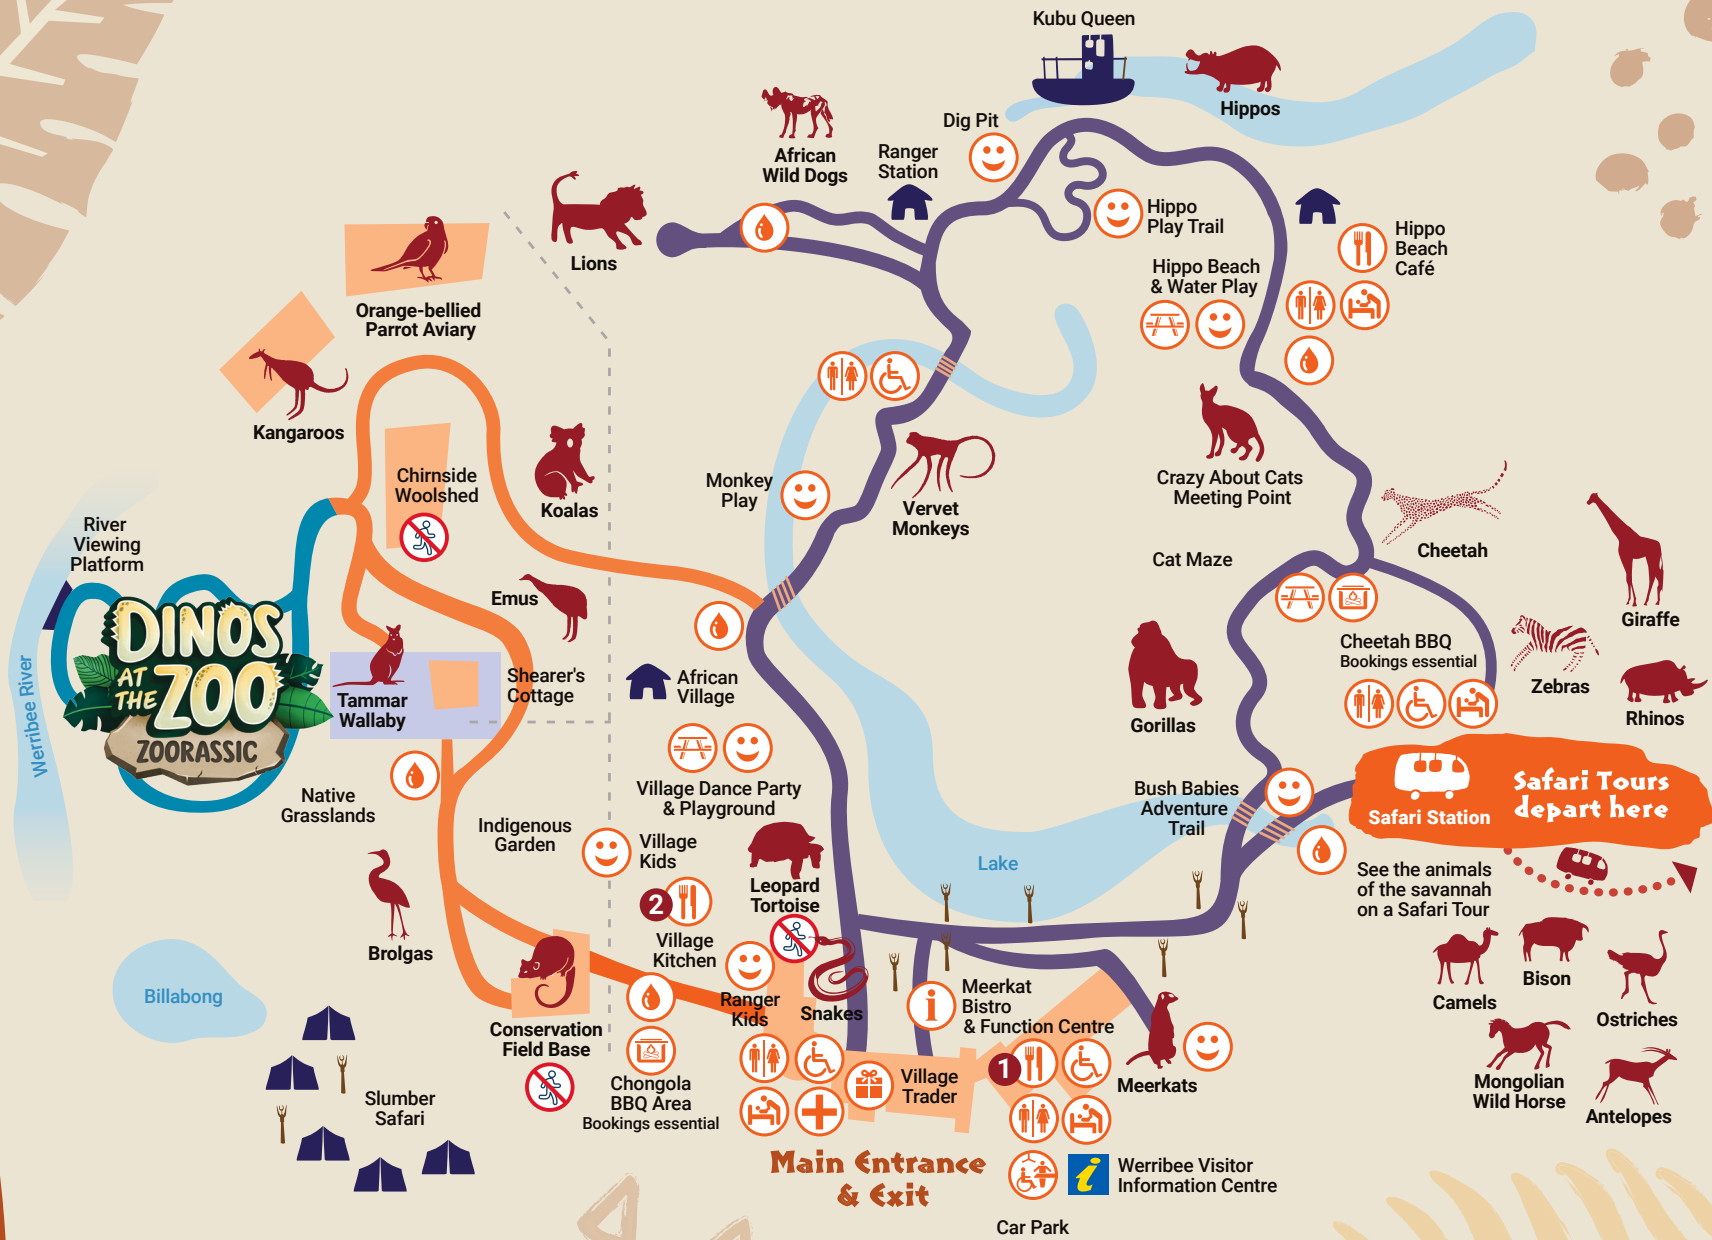 Kubu Queen
Hippos
Dig Pit
African
Wild Dogs
Ranger
Station
Lions
Hippo
Play Trail
Hippo
Beach
Café
Hippo Beach
& Water Play
Orange-bellied
Parrot Aviary
Kangaroos
Chirnside
Woolshed
Koalas
Monkey
Play
Vervet
Monkeys
Crazy About Cats
Meeting Point
Cheetah
Cat Maze
Giraffe
River
Viewing
Platform
Emus
DINOS
AT
THE
ZOO
ZOORASSIC
Werribee River
Tammar
Wallaby
Shearer's
Cottage
African
Village
Gorillas
Cheetah BBQ
Bookings essential
Zebras
Rhinos
Native
Grasslands
Village Dance Party
& Playground
Bush Babies
Adventure
Trail
Safari Station
Safari Tours
depart here
Indigenous
Garden
Village
Kids
Leopard
Tortoise
Lake
See the animals
of the savannah
on a Safari Tour
2
Village
Kitchen
Brolgas
Billabong
Ranger
Kids
Snakes
i
Meerkat
Bistro
& Function Centre
Camels
Bison
Ostriches
Conservation
Field Base
Chongola
BBQ Area
Bookings essential
Village
Trader
1
Meerkats
Mongolian
Wild Horse
Antelopes
Slumber
Safari
Main Entrance
& Exit
i
Werribee Visitor
Information Centre
Car Park